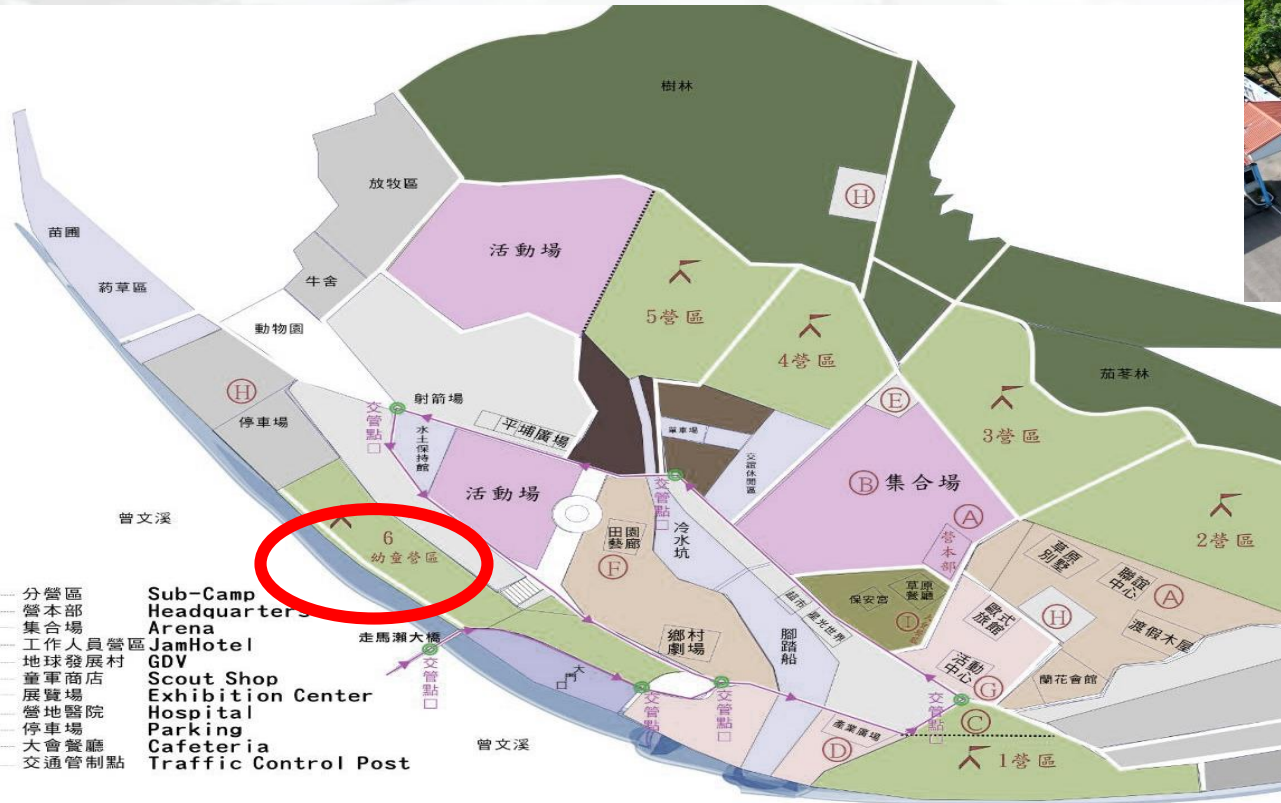 樹林
放牧區
Ⓗ
苗圃
活動場
牛舍
葯草區
5營區
動物園
4營區
茄苳林
Ⓗ
停車場
射箭場
Ⓔ
交管點□
平埔廣場
單車場
3營區
水土保持館
交誼休閒區
Ⓑ 集合場
活動場
交管點□
Ⓐ
曾文溪
6
幼童營區
田園藝廊
冷水坑
營本部
2營區
Ⓕ
草原別墅
聯誼中心
Ⓐ
保安宮
草原餐廳
Ⓘ
超市
星光世界
歐式旅館
Ⓗ
渡假木屋
鄉村劇場
腳踏船
活動中心
Ⓖ
蘭花會館
走馬瀨大橋
交管點□
大門
交管點□
交管點□
產業廣場
交管點□
Ⓒ
Ⓓ
1營區
曾文溪
分營區 Sub-Camp
營本部 Headquarters
集合場 Arena
工作人員營區 JamHotel
地球發展村 GDV
童軍商店 Scout Shop
展覽場 Exhibition Center
營地醫院 Hospital
停車場 Parking
大會餐廳 Cafeteria
交通管制點 Traffic Control Post